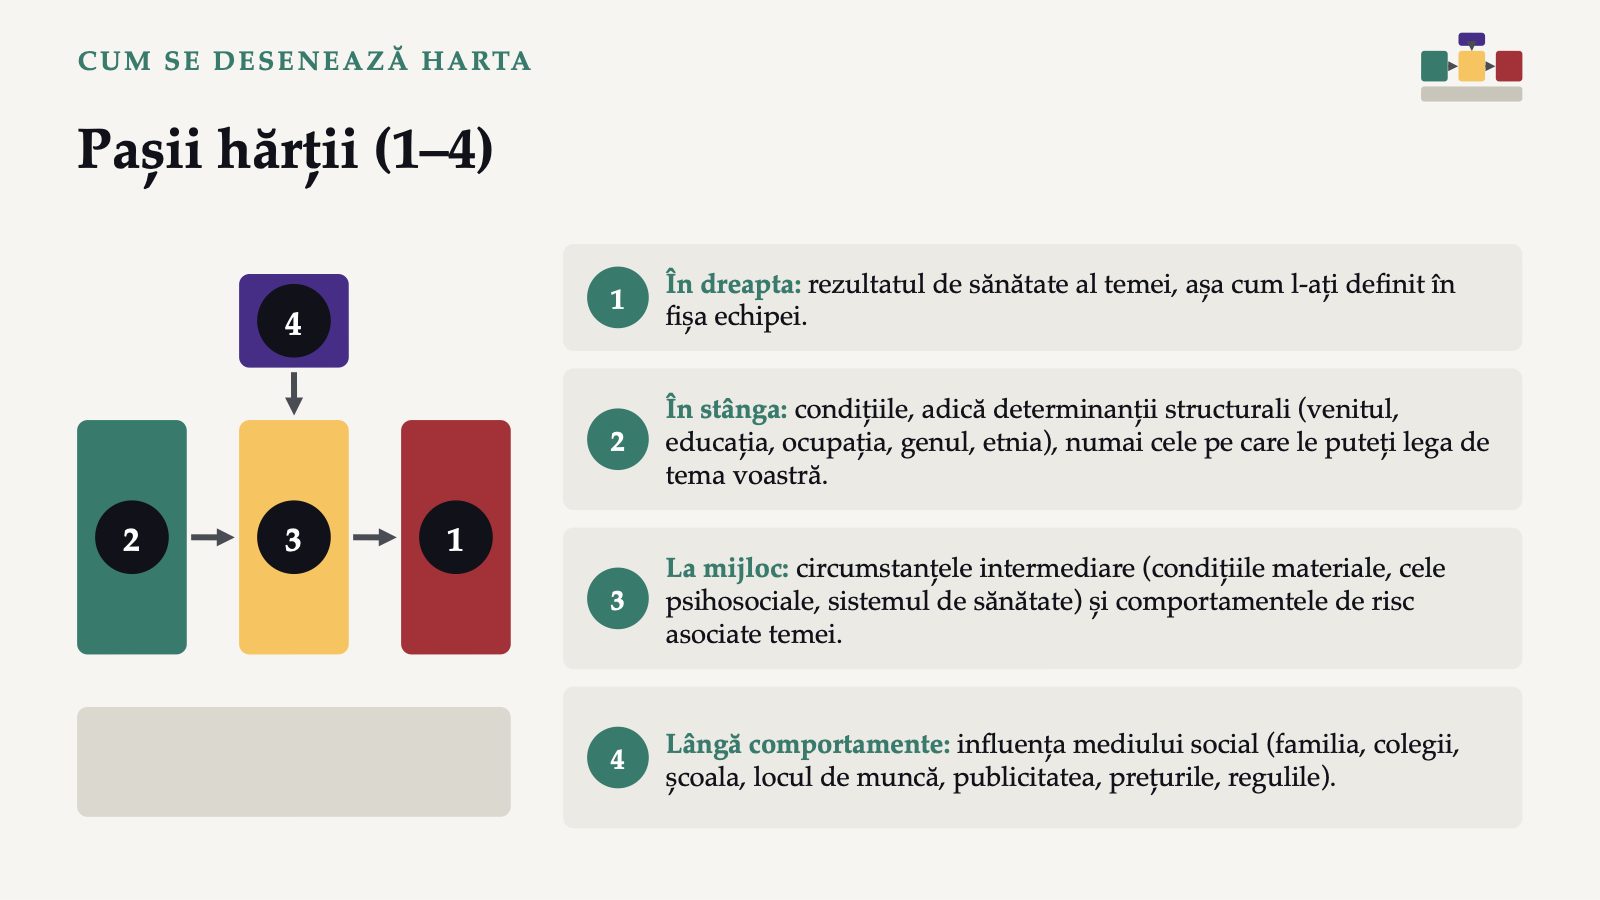 CUM SE DESENEAZĂ HARTA
Pașii hărții (1–4)
4
2
3
1
1
În dreapta: rezultatul de sănătate al temei, așa cum l-ați definit în
fișa echipei.
2
În stânga: condițiile, adică determinanții structurali (venitul,
educația, ocupația, genul, etnia), numai cele pe care le puteți lega de
tema voastră.
3
La mijloc: circumstanțele intermediare (condițiile materiale, cele
psihosociale, sistemul de sănătate) și comportamentele de risc
asociate temei.
4
Lângă comportamente: influența mediului social (familia, colegii,
școala, locul de muncă, publicitatea, prețurile, regulile).